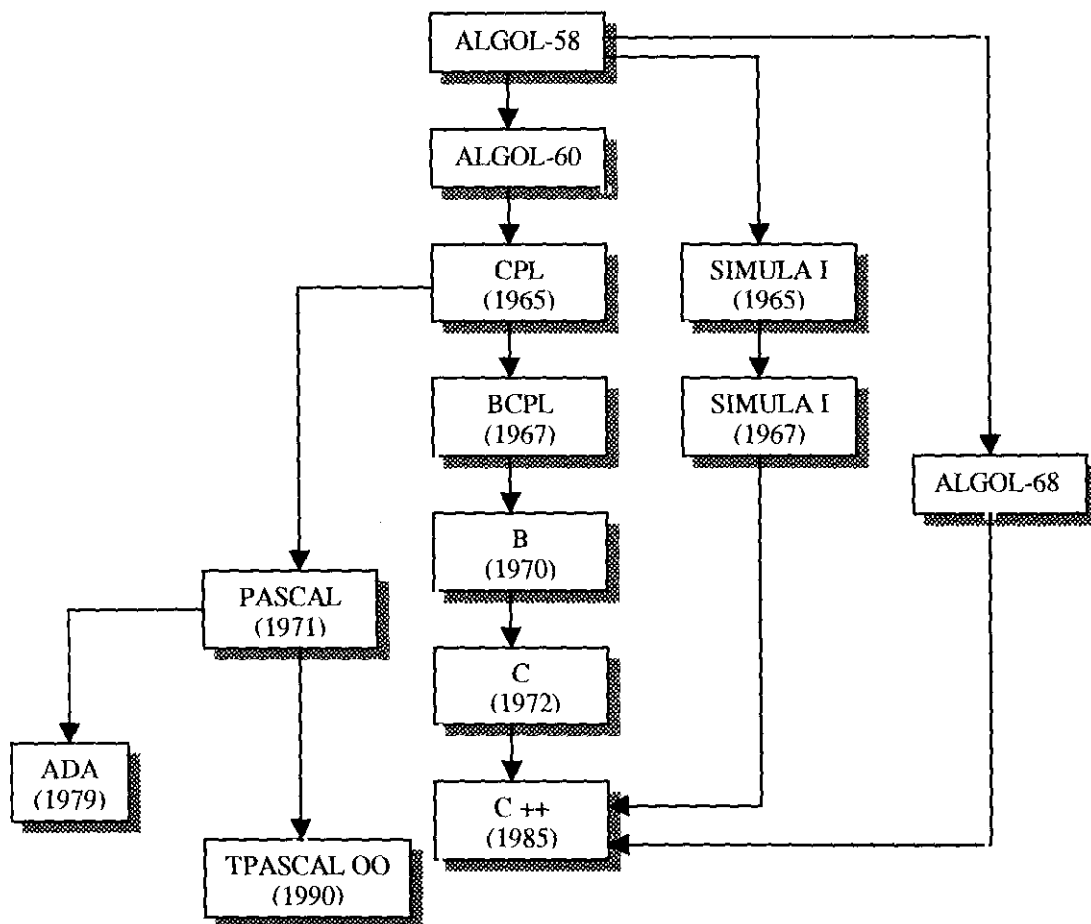 ALGOL-58
ALGOL-60
CPL
(1965)
SIMULA I
(1965)
BCPL
(1967)
SIMULA I
(1967)
ALGOL-68
B
(1970)
PASCAL
(1971)
C
(1972)
ADA
(1979)
C ++
(1985)
TPASCAL OO
(1990)